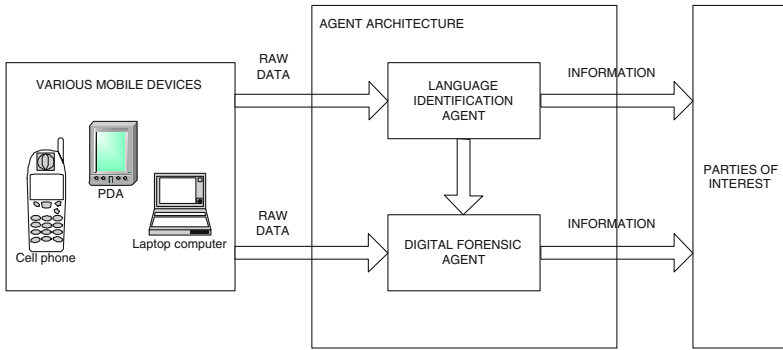 AGENT ARCHITECTURE
RAW
DATA
VARIOUS MOBILE DEVICES
LANGUAGE
IDENTIFICATION
AGENT
INFORMATION
PDA
Cell phone
Laptop computer
RAW
DATA
DIGITAL FORENSIC
AGENT
INFORMATION
PARTIES OF
INTEREST